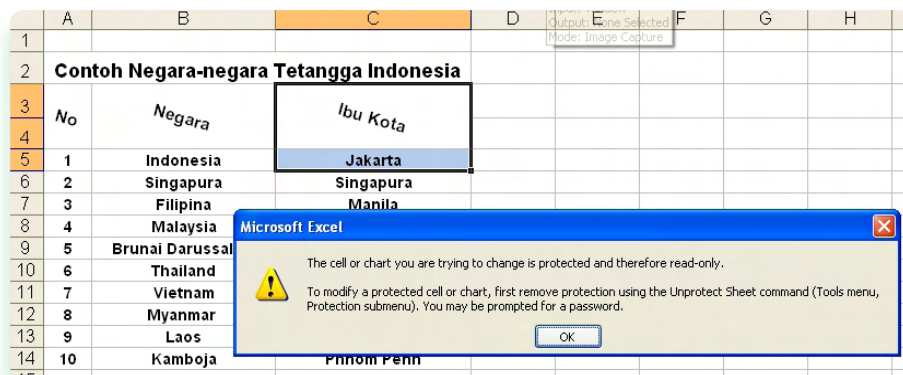 A B C D E F G H
Input: Window
Output: None Selected
Mode: Image Capture
1
2 Contoh Negara-negara Tetangga Indonesia
3 No Negara Ibu Kota
4
5 1 Indonesia Jakarta
6 2 Singapura Singapura
7 3 Filipina Manila
8 4 Malaysia
9 5 Brunai Darussal
10 6 Thailand
11 7 Vietnam
12 8 Myanmar
13 9 Laos
14 10 Kamboja Phnom Penh
Microsoft Excel
The cell or chart you are trying to change is protected and therefore read-only.
To modify a protected cell or chart, first remove protection using the Unprotect Sheet command (Tools menu,
Protection submenu). You may be prompted for a password.
OK